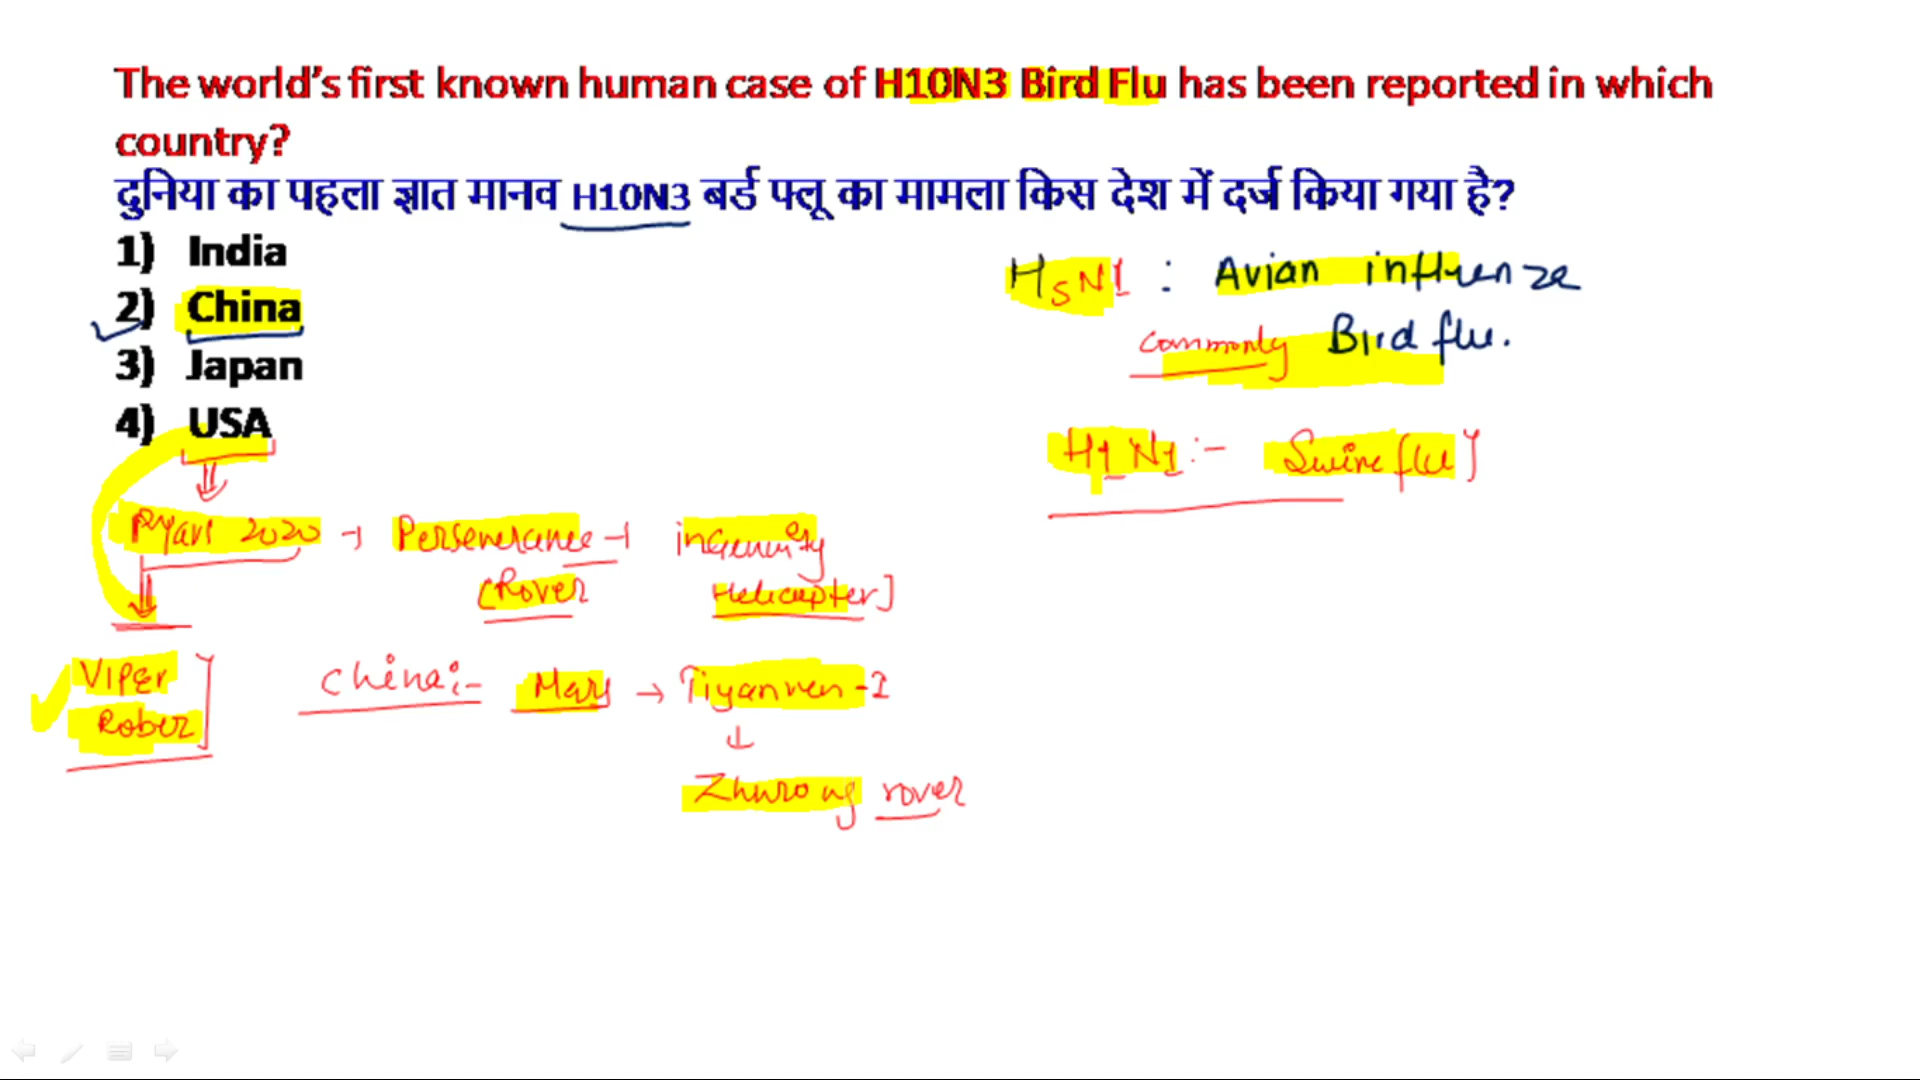 The world's first known human case of H10N3 Bird Flu has been reported in which
country?
दुनिया का पहला ज्ञात मानव H10N3 बर्ड फ्लू का मामला किस देश में दर्ज किया गया है?
1) India
2) China
3) Japan
4) USA
H5N1 : Avian influenza
commonly Bird flu.
H1N1:- Swine flu]
Mars 2020 → Perseverance → inGenuity
[Rover Helicopter]
Viper
Rober]
China:- Mars → Tiyanven-1
↓
Zhurong rover